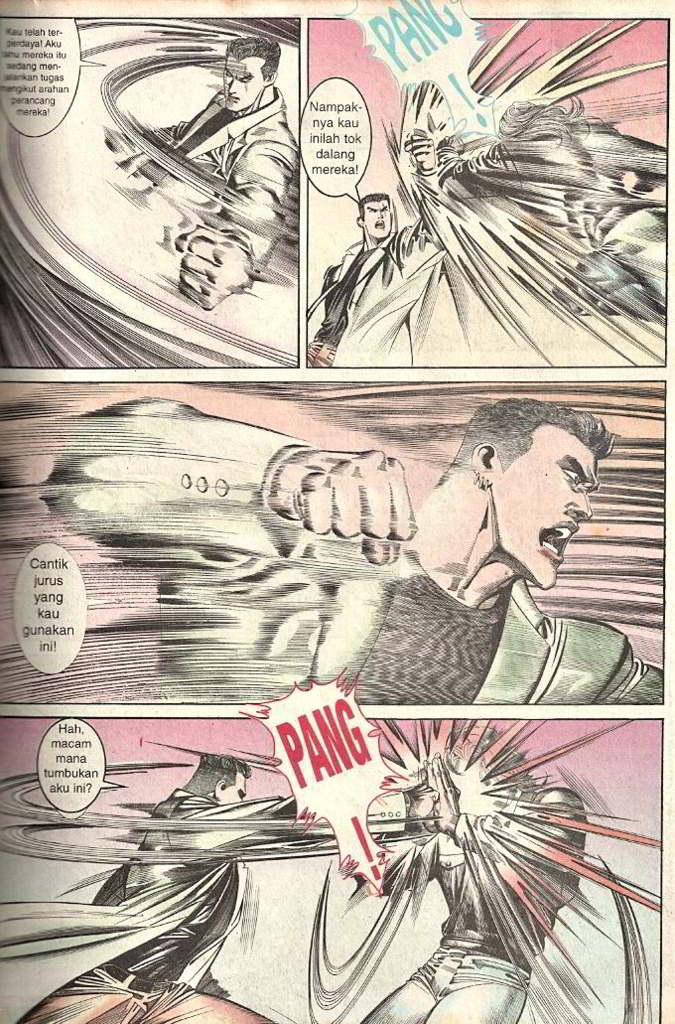 Kau telah ter-
perdaya! Aku
tahu mereka itu
sedang men-
jalankan tugas
mengikut arahan
perancang
mereka!
PANG
!
Nampak-
nya kau
inilah tok
dalang
mereka!
Cantik
jurus
yang
kau
gunakan
ini!
Hah,
macam
mana
tumbukan
aku ini?
PANG
!